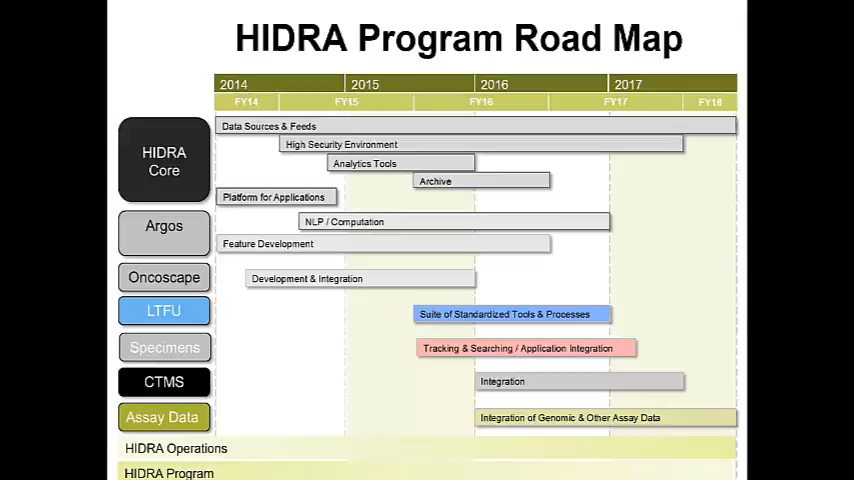 HIDRA Program Road Map
2014 2015 2016 2017
FY14 FY15 FY16 FY17 FY18
HIDRA
Core
Data Sources & Feeds
High Security Environment
Analytics Tools
Archive
Platform for Applications
Argos
NLP / Computation
Feature Development
Oncoscape
Development & Integration
LTFU
Suite of Standardized Tools & Processes
Specimens
Tracking & Searching / Application Integration
CTMS
Integration
Assay Data
Integration of Genomic & Other Assay Data
HIDRA Operations
HIDRA Program